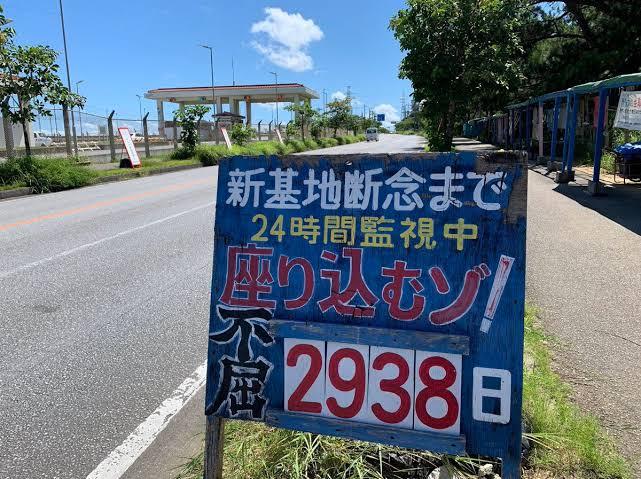 新基地断念まで
24時間監視中
座り込むゾ!
不屈
2938日